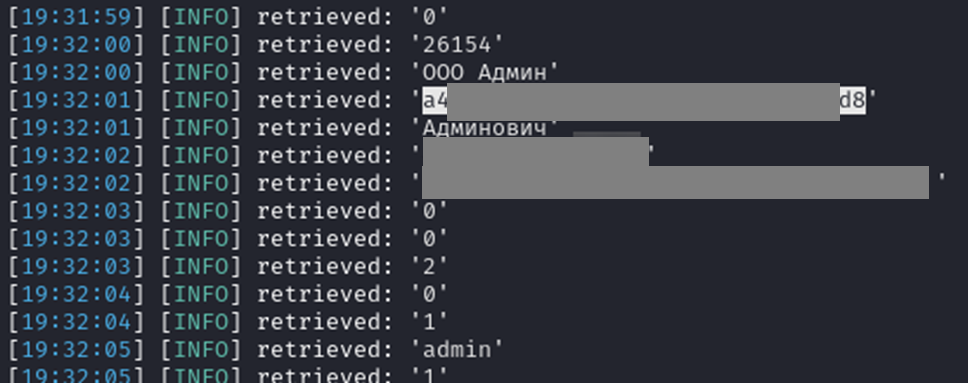 [19:31:59] [INFO] retrieved: '0'
[19:32:00] [INFO] retrieved: '26154'
[19:32:00] [INFO] retrieved: 'ООО Админ'
[19:32:01] [INFO] retrieved: 'a4 d8'
[19:32:01] [INFO] retrieved: 'Админович'
[19:32:02] [INFO] retrieved: ' '
[19:32:02] [INFO] retrieved: ' '
[19:32:03] [INFO] retrieved: '0'
[19:32:03] [INFO] retrieved: '0'
[19:32:03] [INFO] retrieved: '2'
[19:32:04] [INFO] retrieved: '0'
[19:32:04] [INFO] retrieved: '1'
[19:32:05] [INFO] retrieved: 'admin'
[19:32:05] [INFO] retrieved: '1'